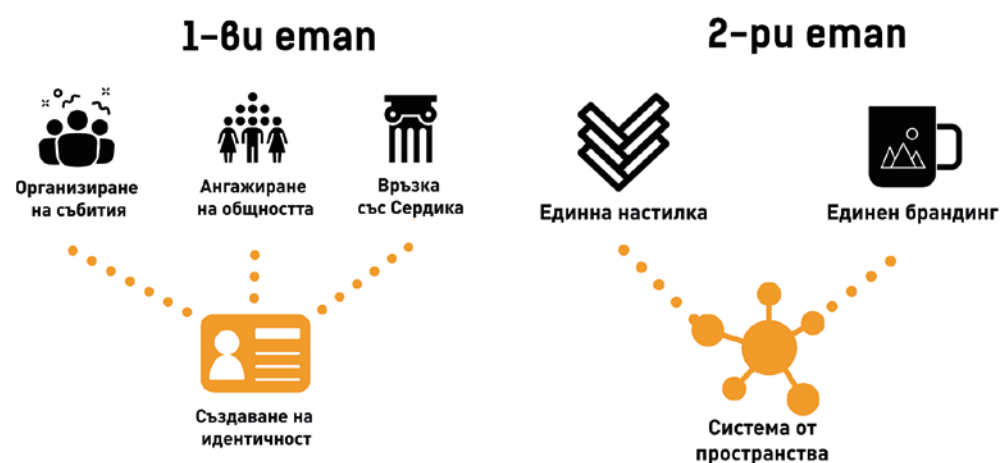 1-ви етап
Организиране
на събития
Ангажиране
на общността
Връзка
със Сердика
Създаване на
идентичност
2-ри етап
Единна настилка
Единен брандинг
Система от
пространства